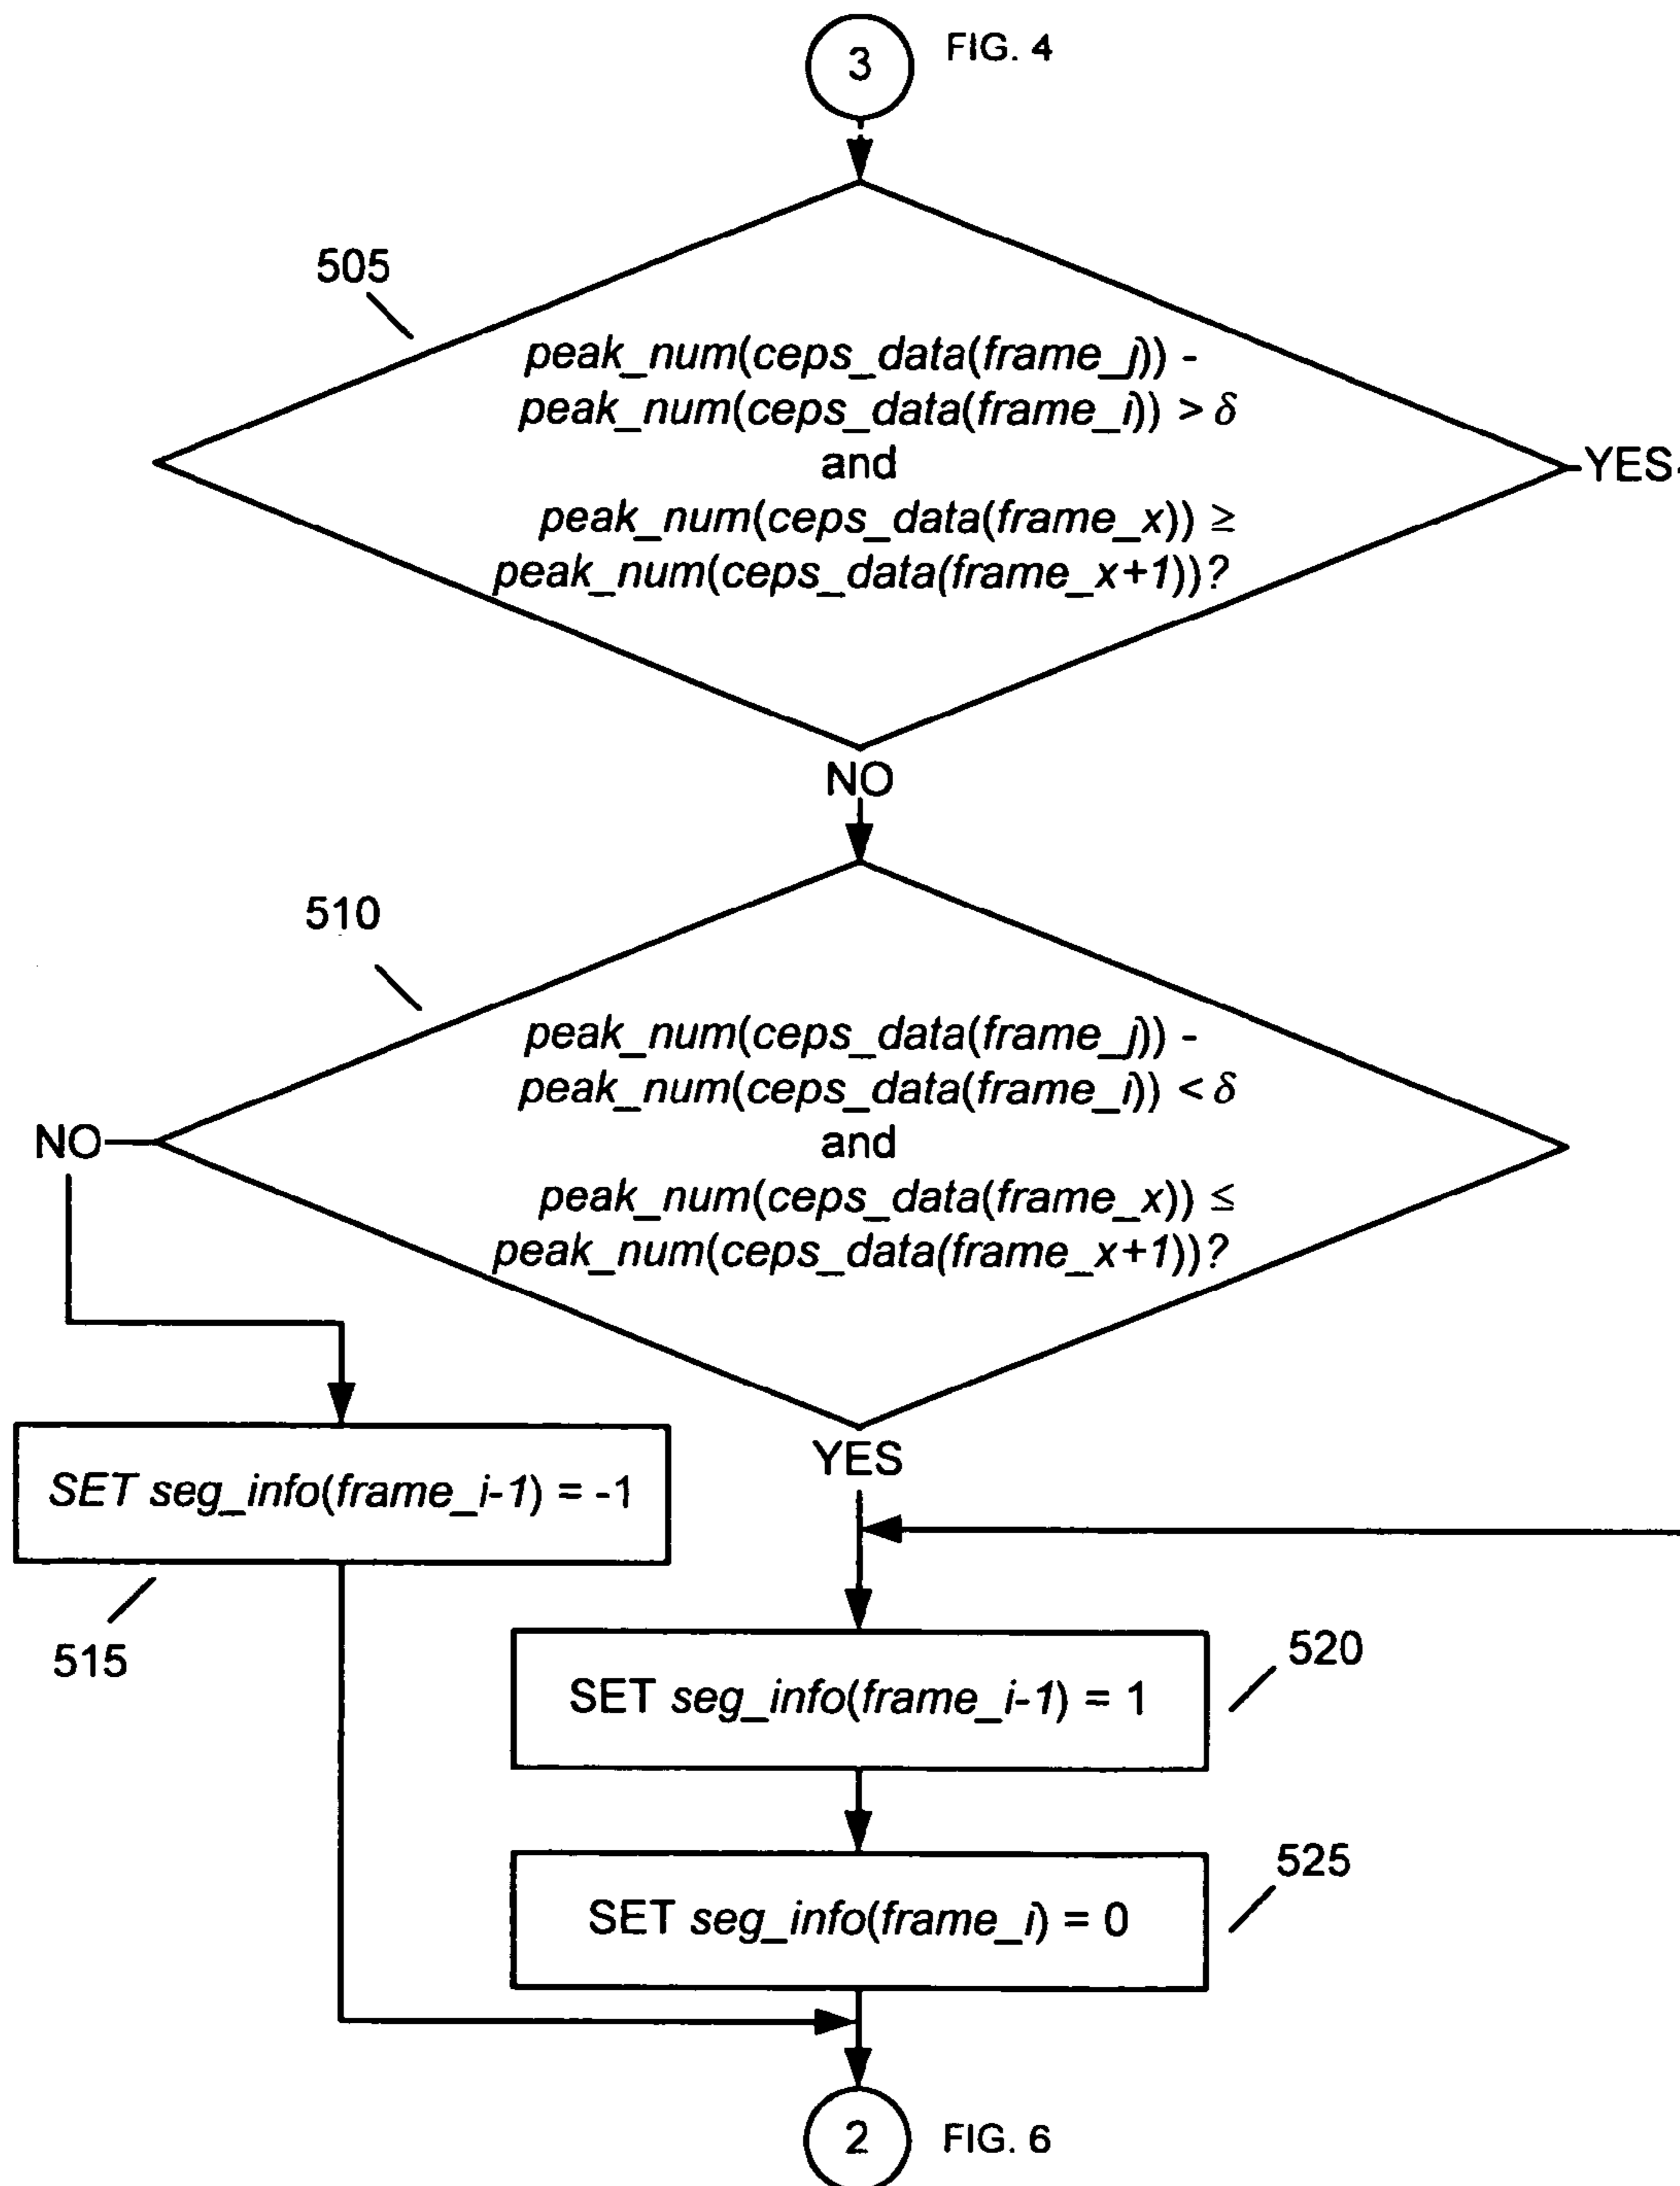 3
FIG. 4
505
peak_num(ceps_data(frame_j)) -
peak_num(ceps_data(frame_i)) > δ
and
peak_num(ceps_data(frame_x)) ≥
peak_num(ceps_data(frame_x+1))?
YES
NO
510
peak_num(ceps_data(frame_j)) -
peak_num(ceps_data(frame_i)) < δ
and
peak_num(ceps_data(frame_x)) ≤
peak_num(ceps_data(frame_x+1))?
NO
YES
SET seg_info(frame_i-1) = -1
515
SET seg_info(frame_i-1) = 1
520
SET seg_info(frame_i) = 0
525
2
FIG. 6